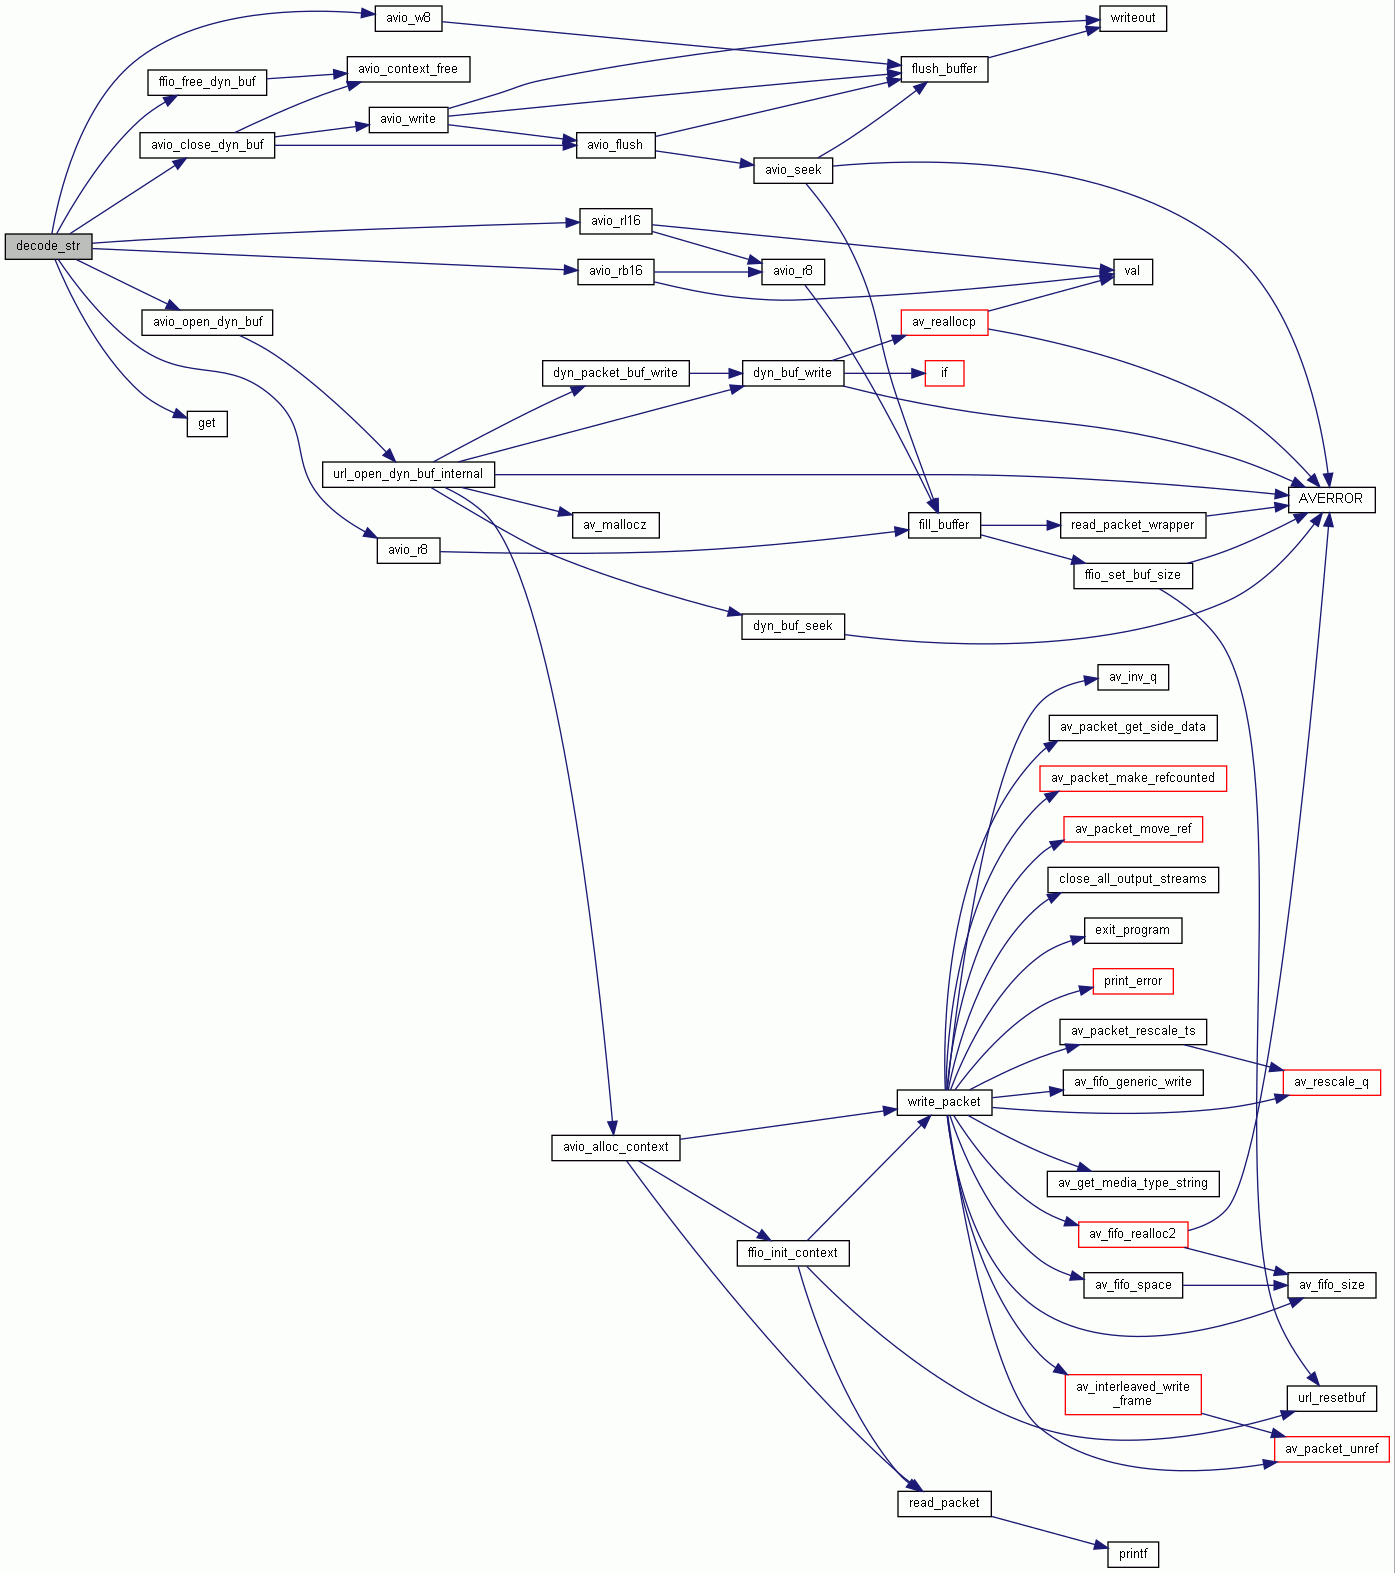 avio_w8
writeout
ffio_free_dyn_buf
avio_context_free
flush_buffer
avio_write
avio_close_dyn_buf
avio_flush
avio_seek
decode_str
avio_rl16
avio_rb16
avio_r8
val
avio_open_dyn_buf
av_reallocp
dyn_packet_buf_write
dyn_buf_write
if
get
url_open_dyn_buf_internal
AVERROR
av_mallocz
fill_buffer
read_packet_wrapper
avio_r8
ffio_set_buf_size
dyn_buf_seek
av_inv_q
av_packet_get_side_data
av_packet_make_refcounted
av_packet_move_ref
close_all_output_streams
exit_program
print_error
av_packet_rescale_ts
av_fifo_generic_write
av_rescale_q
write_packet
avio_alloc_context
av_get_media_type_string
av_fifo_realloc2
ffio_init_context
av_fifo_space
av_fifo_size
av_interleaved_write
_frame
url_resetbuf
av_packet_unref
read_packet
printf